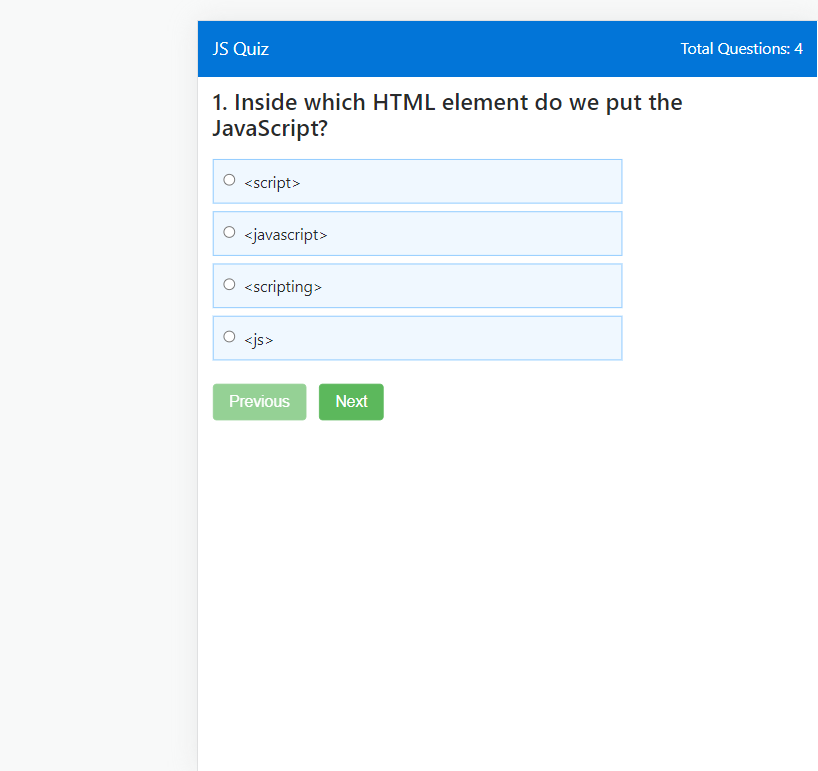 JS Quiz
Total Questions: 4
1. Inside which HTML element do we put the
JavaScript?
<script>
<javascript>
<scripting>
<js>
Previous
Next